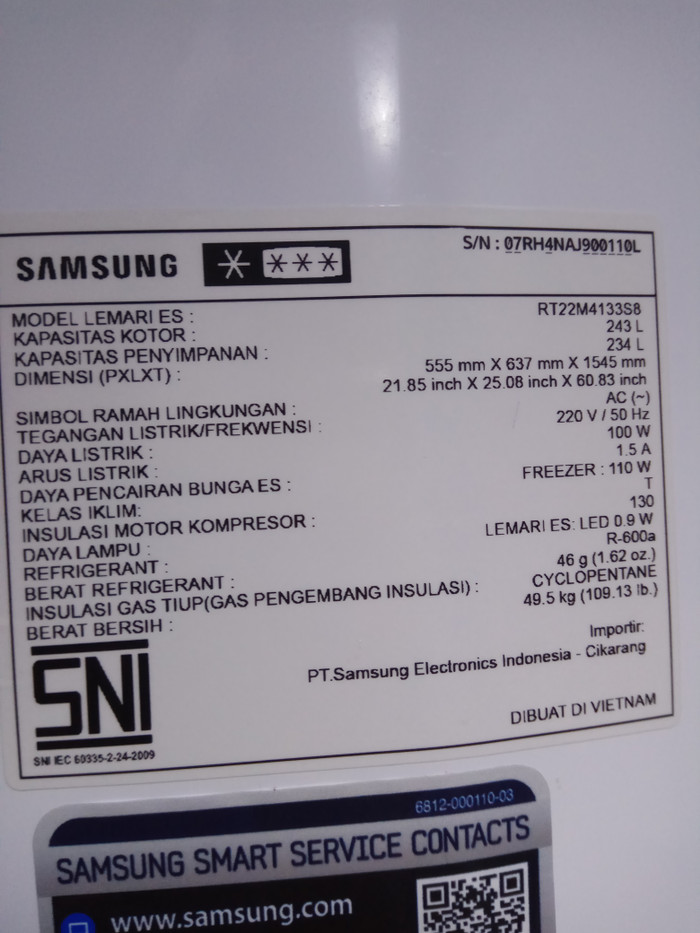 SAMSUNG
S/N : 07RH4NAJ900110L
MODEL LEMARI ES : RT22M4133S8
KAPASITAS KOTOR : 243 L
KAPASITAS PENYIMPANAN : 234 L
DIMENSI (PXLXT) : 555 mm X 637 mm X 1545 mm
21.85 inch X 25.08 inch X 60.83 inch
SIMBOL RAMAH LINGKUNGAN : AC (~)
TEGANGAN LISTRIK/FREKWENSI : 220 V / 50 Hz
DAYA LISTRIK : 100 W
ARUS LISTRIK : 1.5 A
DAYA PENCAIRAN BUNGA ES : FREEZER : 110 W
KELAS IKLIM: T
INSULASI MOTOR KOMPRESOR : 130
DAYA LAMPU : LEMARI ES: LED 0.9 W
REFRIGERANT : R-600a
BERAT REFRIGERANT : 46 g (1.62 oz.)
INSULASI GAS TIUP(GAS PENGEMBANG INSULASI) : CYCLOPENTANE
BERAT BERSIH : 49.5 kg (109.13 lb.)
Importir:
PT.Samsung Electronics Indonesia - Cikarang
SNI
DIBUAT DI VIETNAM
SNI IEC 60335-2-24-2009
6812-000110-03
SAMSUNG SMART SERVICE CONTACTS
www.samsung.com